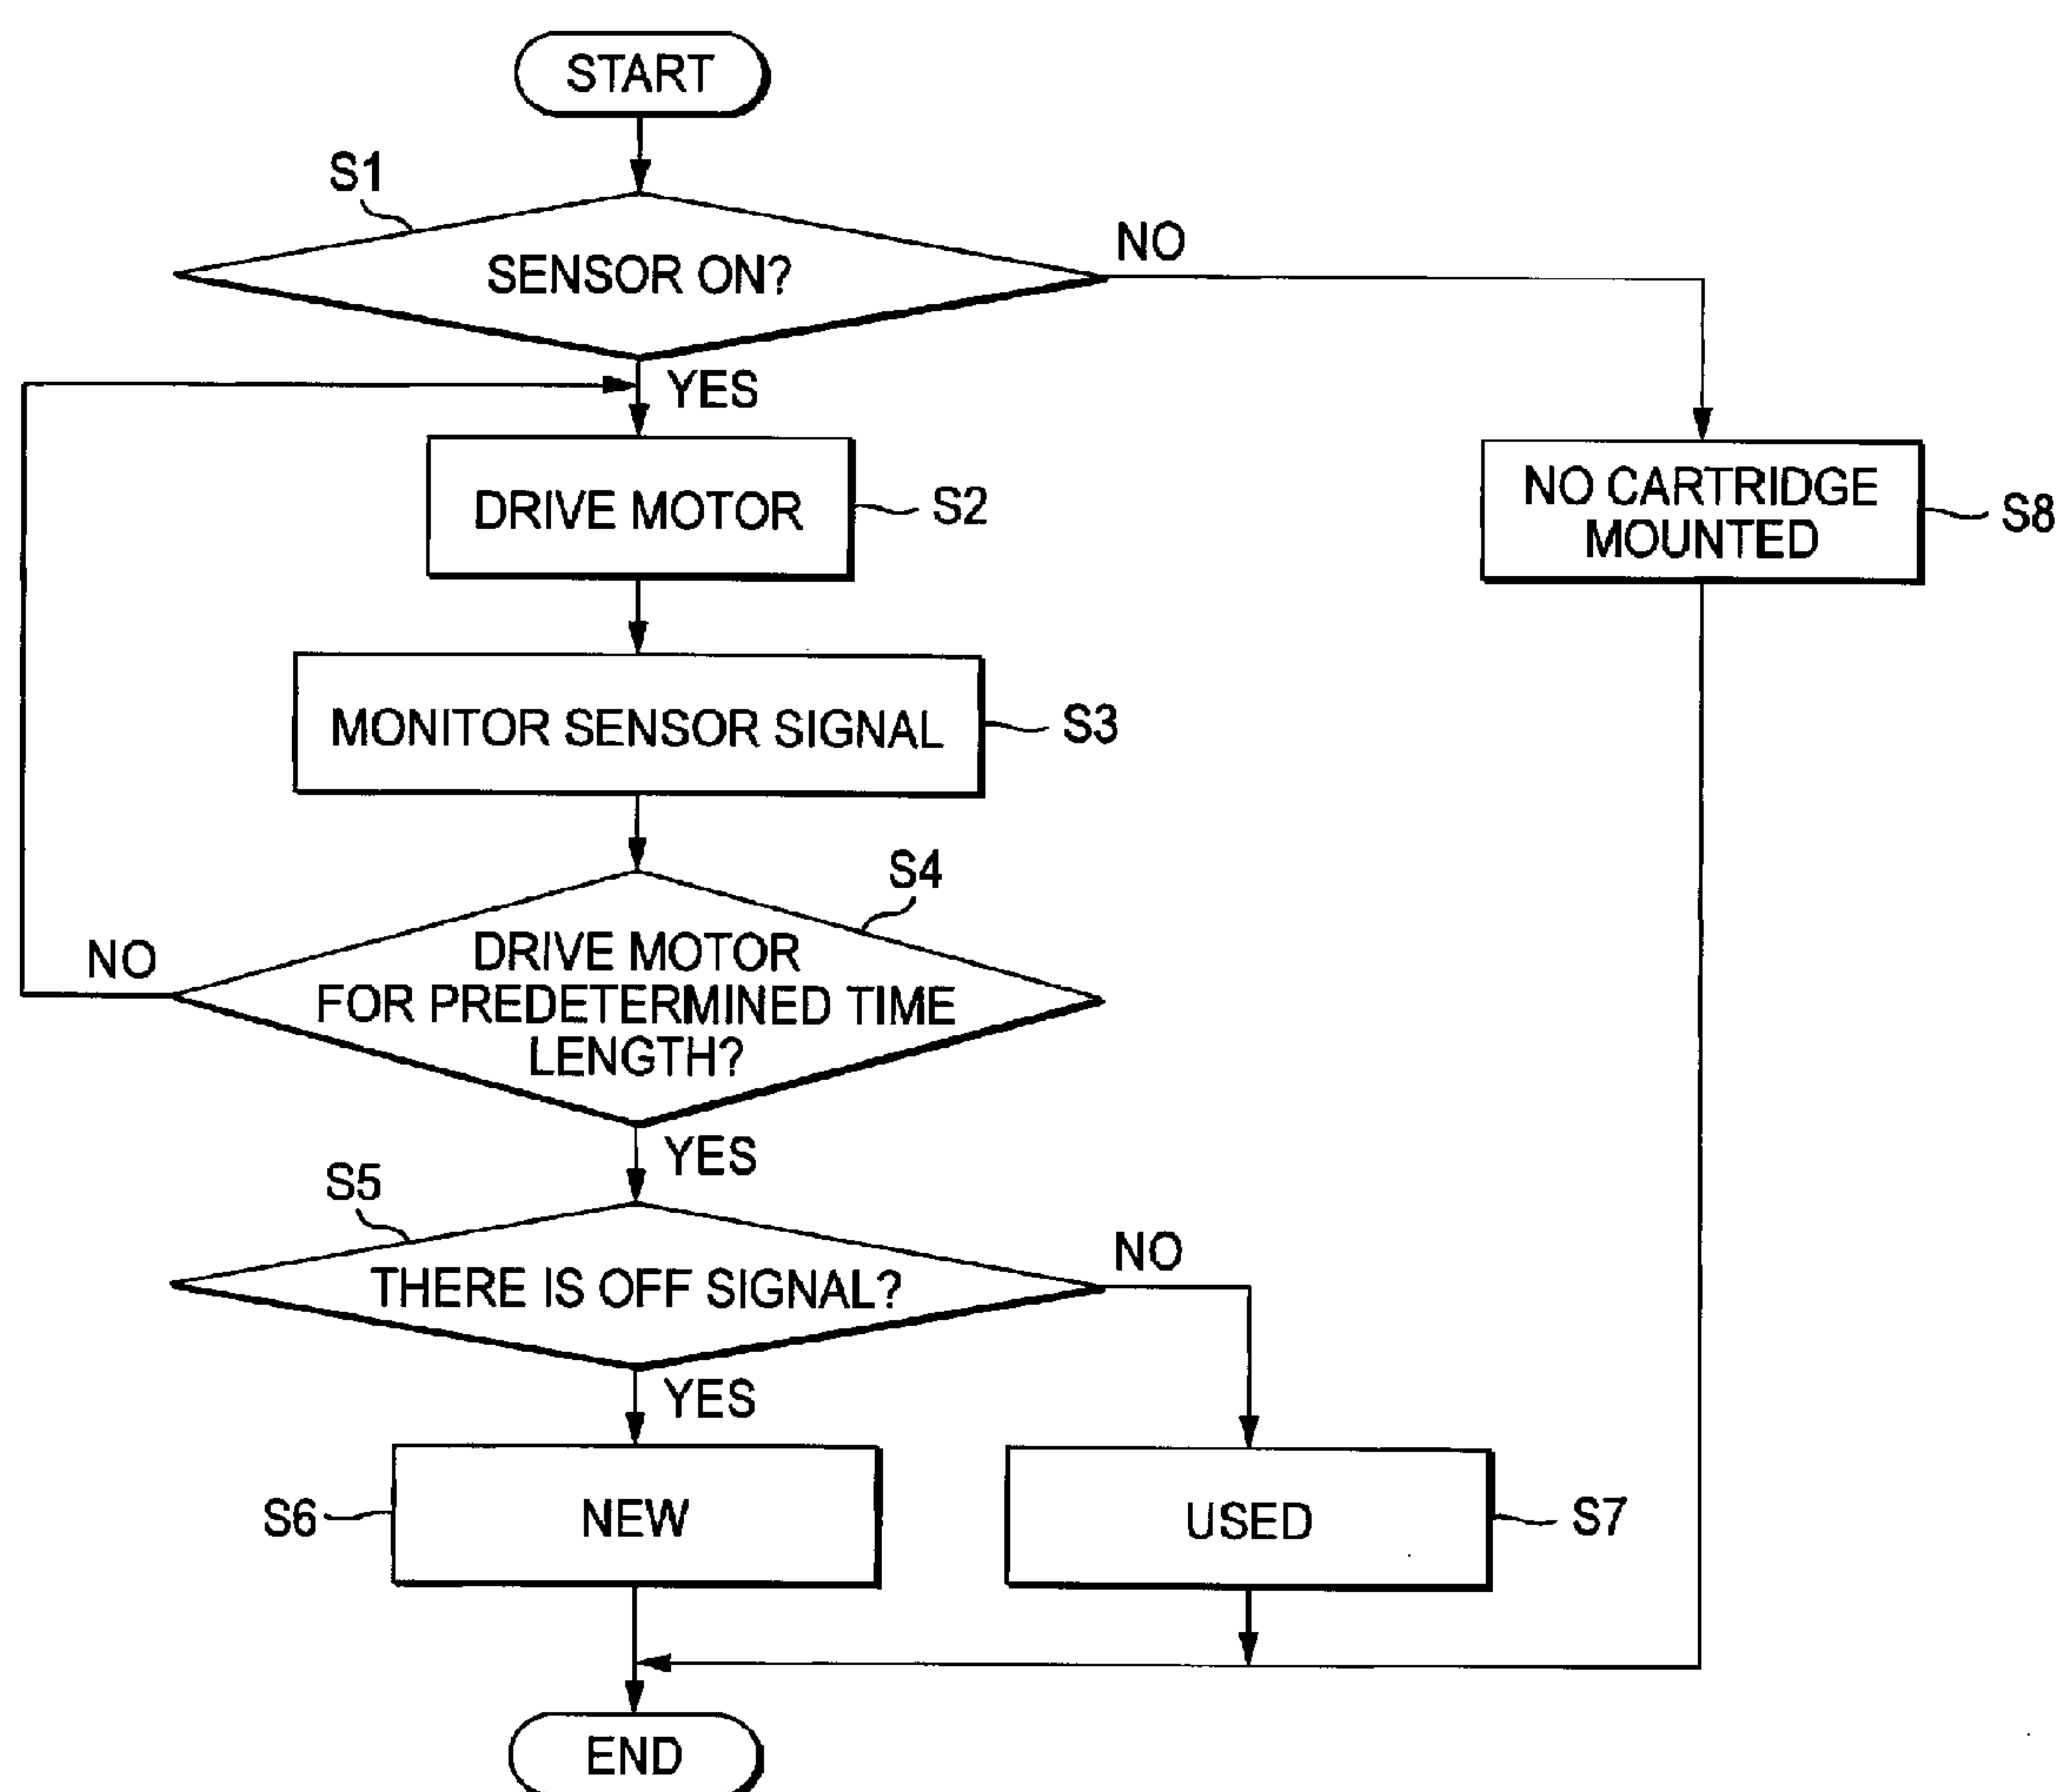 START
S1
SENSOR ON?
NO
YES
DRIVE MOTOR
S2
NO CARTRIDGE
MOUNTED
S8
MONITOR SENSOR SIGNAL
S3
S4
DRIVE MOTOR
FOR PREDETERMINED TIME
LENGTH?
NO
YES
S5
THERE IS OFF SIGNAL?
NO
YES
S6
NEW
USED
S7
END